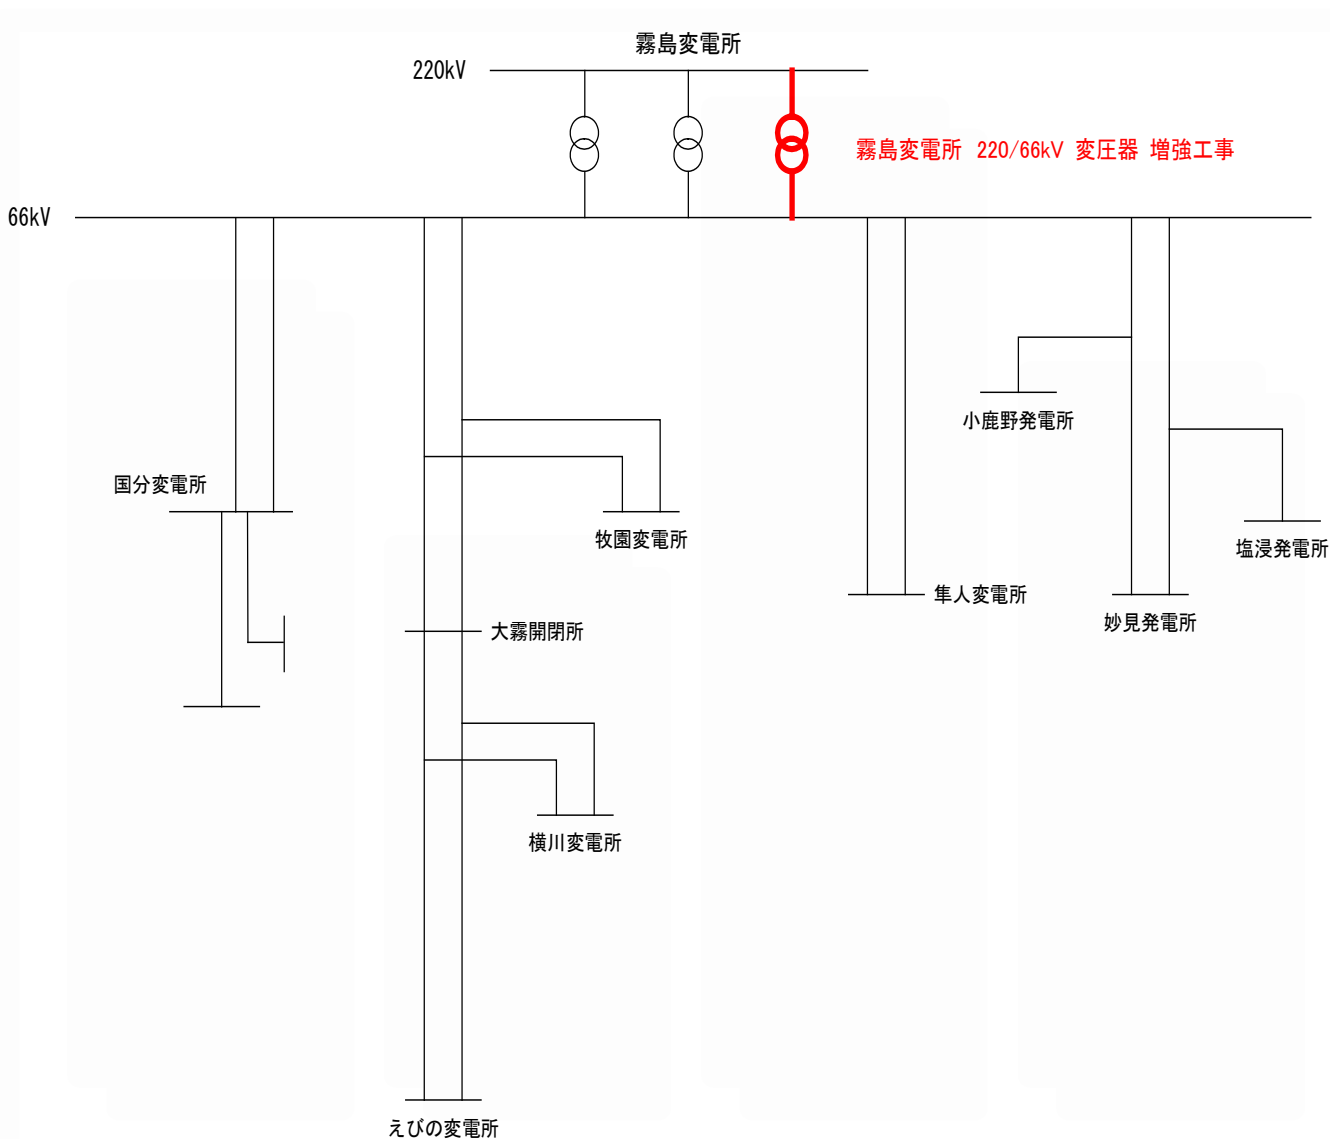 霧島変電所
220kV
霧島変電所 220/66kV 変圧器 増強工事
66kV
小鹿野発電所
国分変電所
牧園変電所
塩浸発電所
隼人変電所
妙見発電所
大霧開閉所
横川変電所
えびの変電所